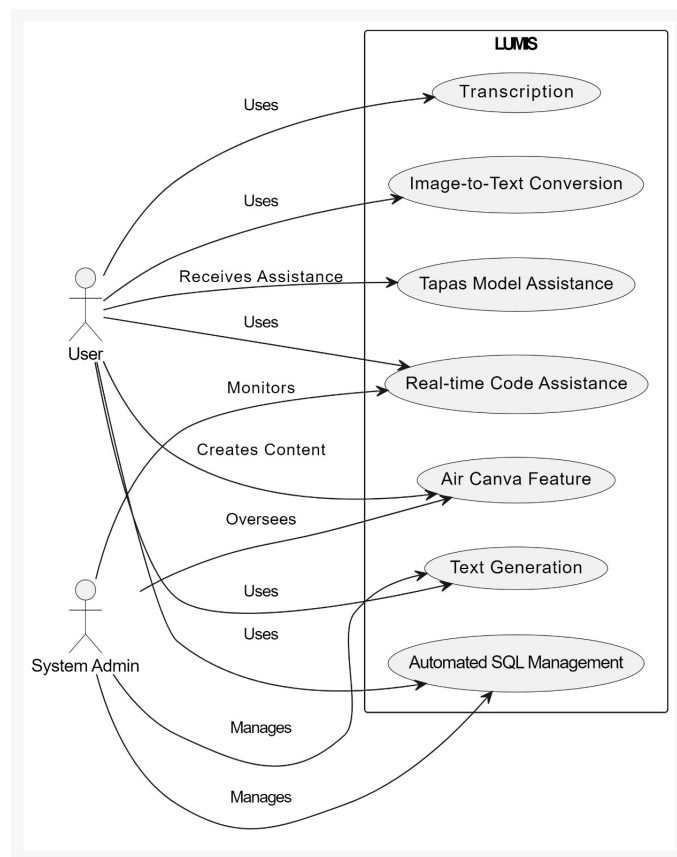 LUMIS
Transcription
Uses
Image-to-Text Conversion
Uses
Receives Assistance
Tapas Model Assistance
Uses
User
Real-time Code Assistance
Monitors
Creates Content
Air Canva Feature
Oversees
Text Generation
Uses
Uses
System Admin
Automated SQL Management
Manages
Manages